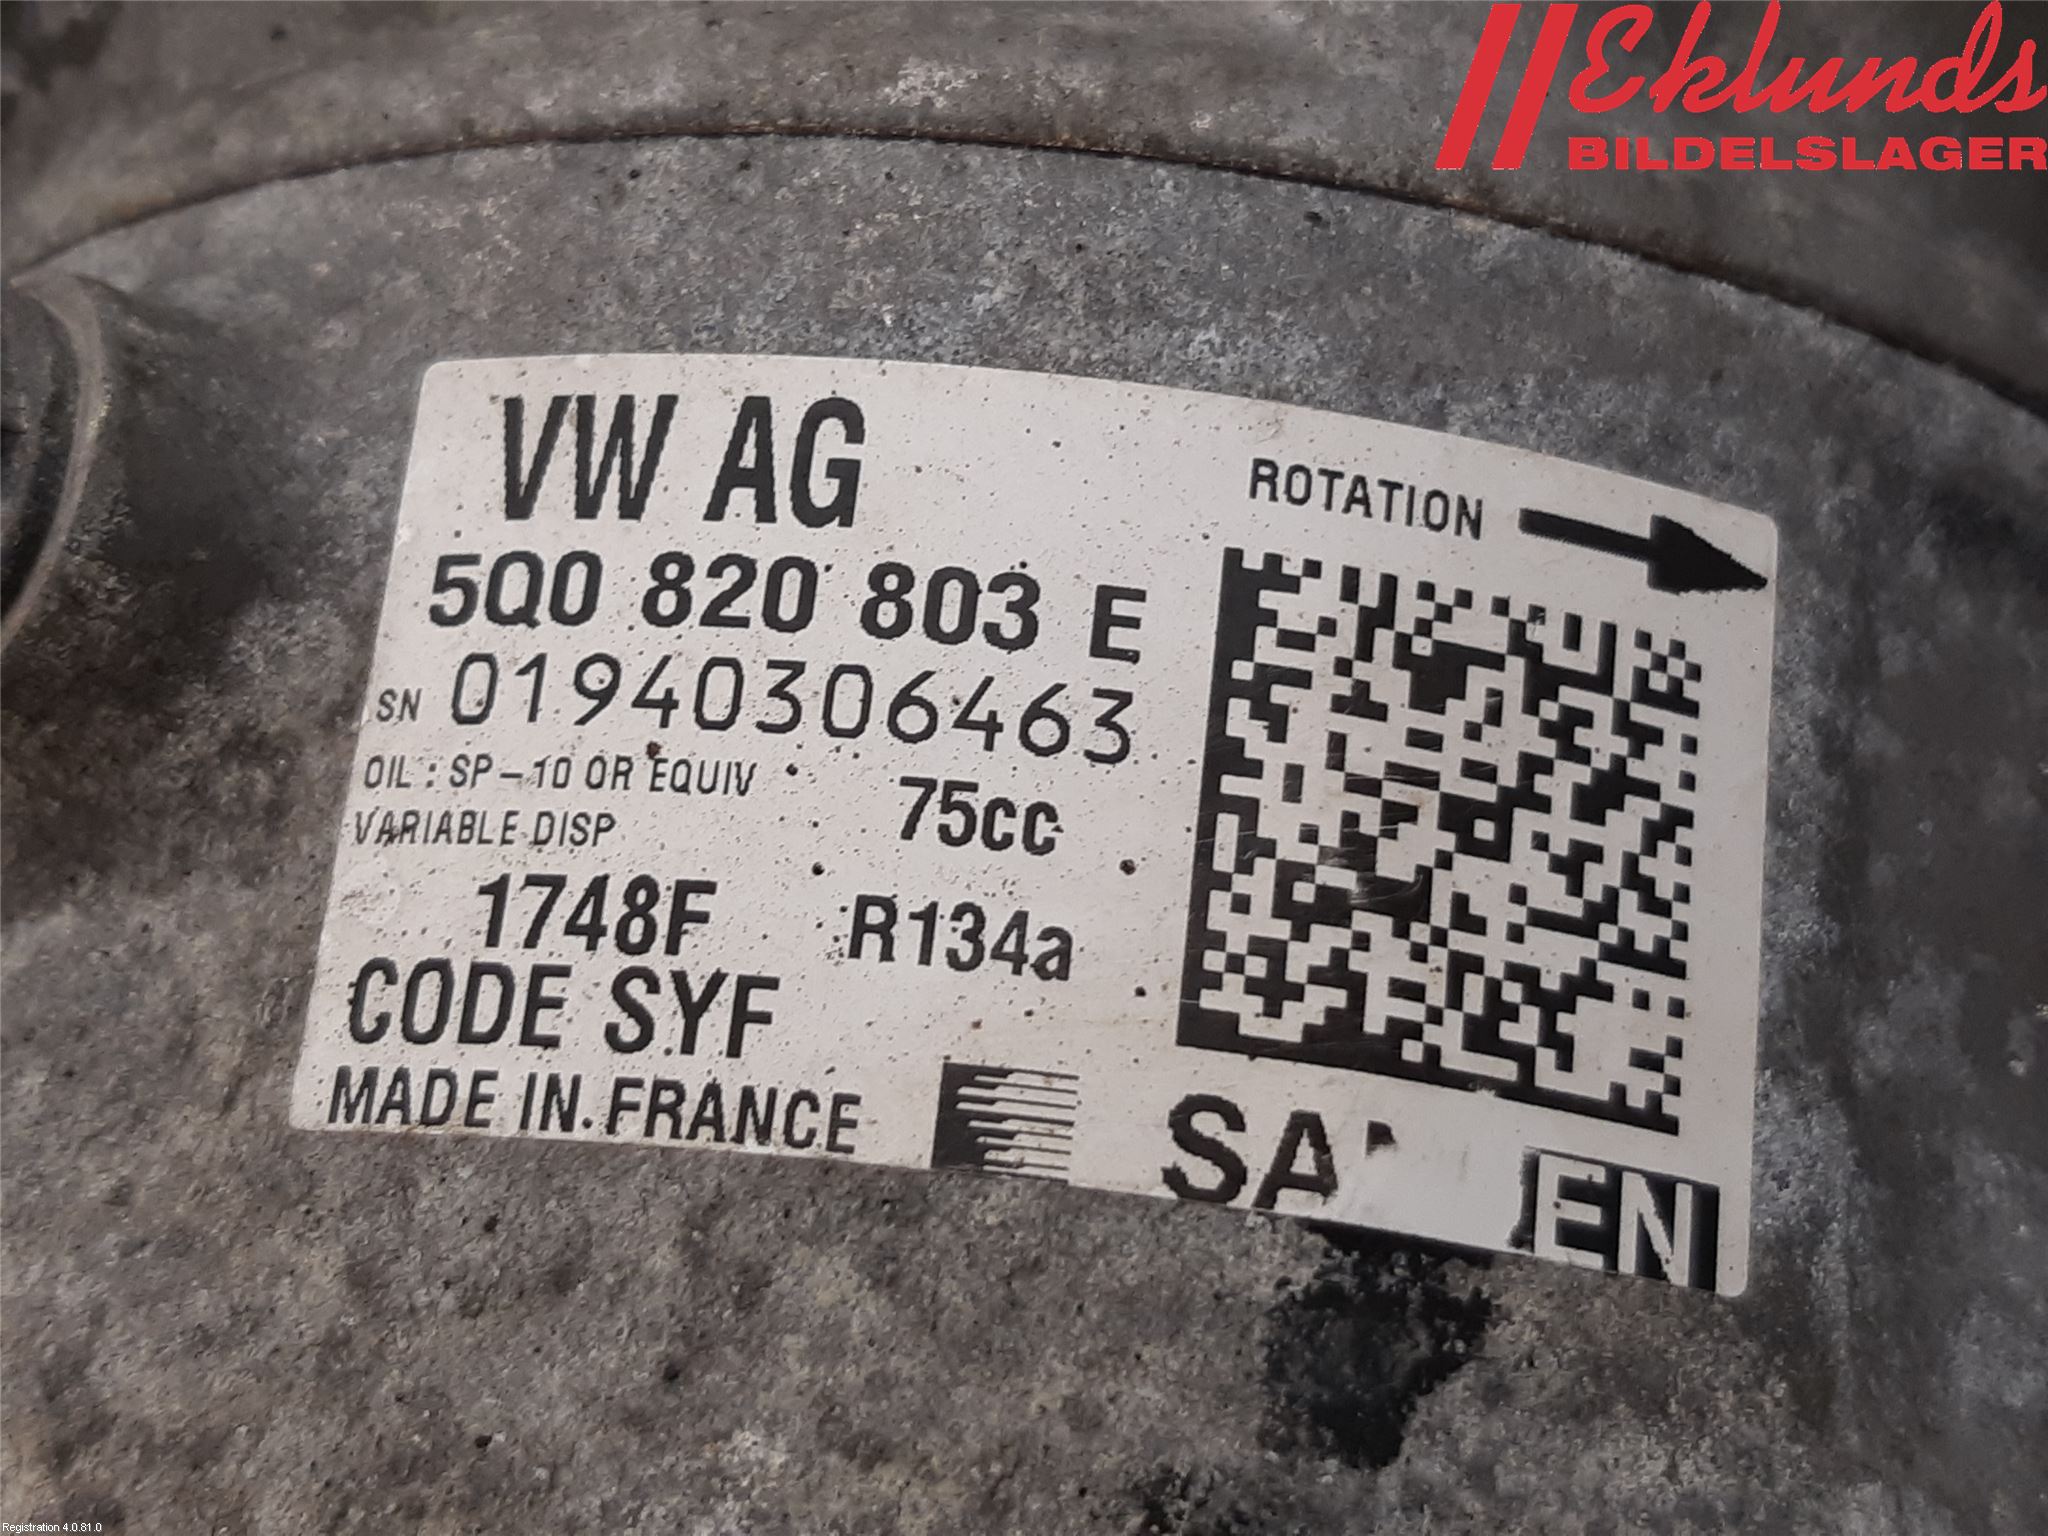 Eklunds
BILDELSLAGER
VW AG
ROTATION
5Q0 820 803 E
SN 01940306463
OIL : SP-10 OR EQUIV
75cc
VARIABLE DISP
1748F R134a
CODE SYF
MADE IN FRANCE
Registration 4.0.81.0